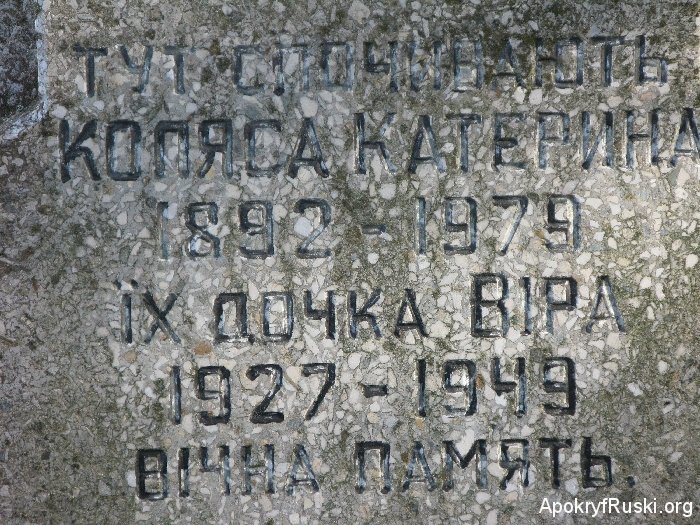 ТУТ СПОЧИВАЮТЬ
КОЛЯСА КАТЕРИНА
1892 - 1979
ЇХ ДОЧКА ВІРА
1927 - 1949
ВІЧНА ПАМЯТЬ.
ApokryfRuski.org